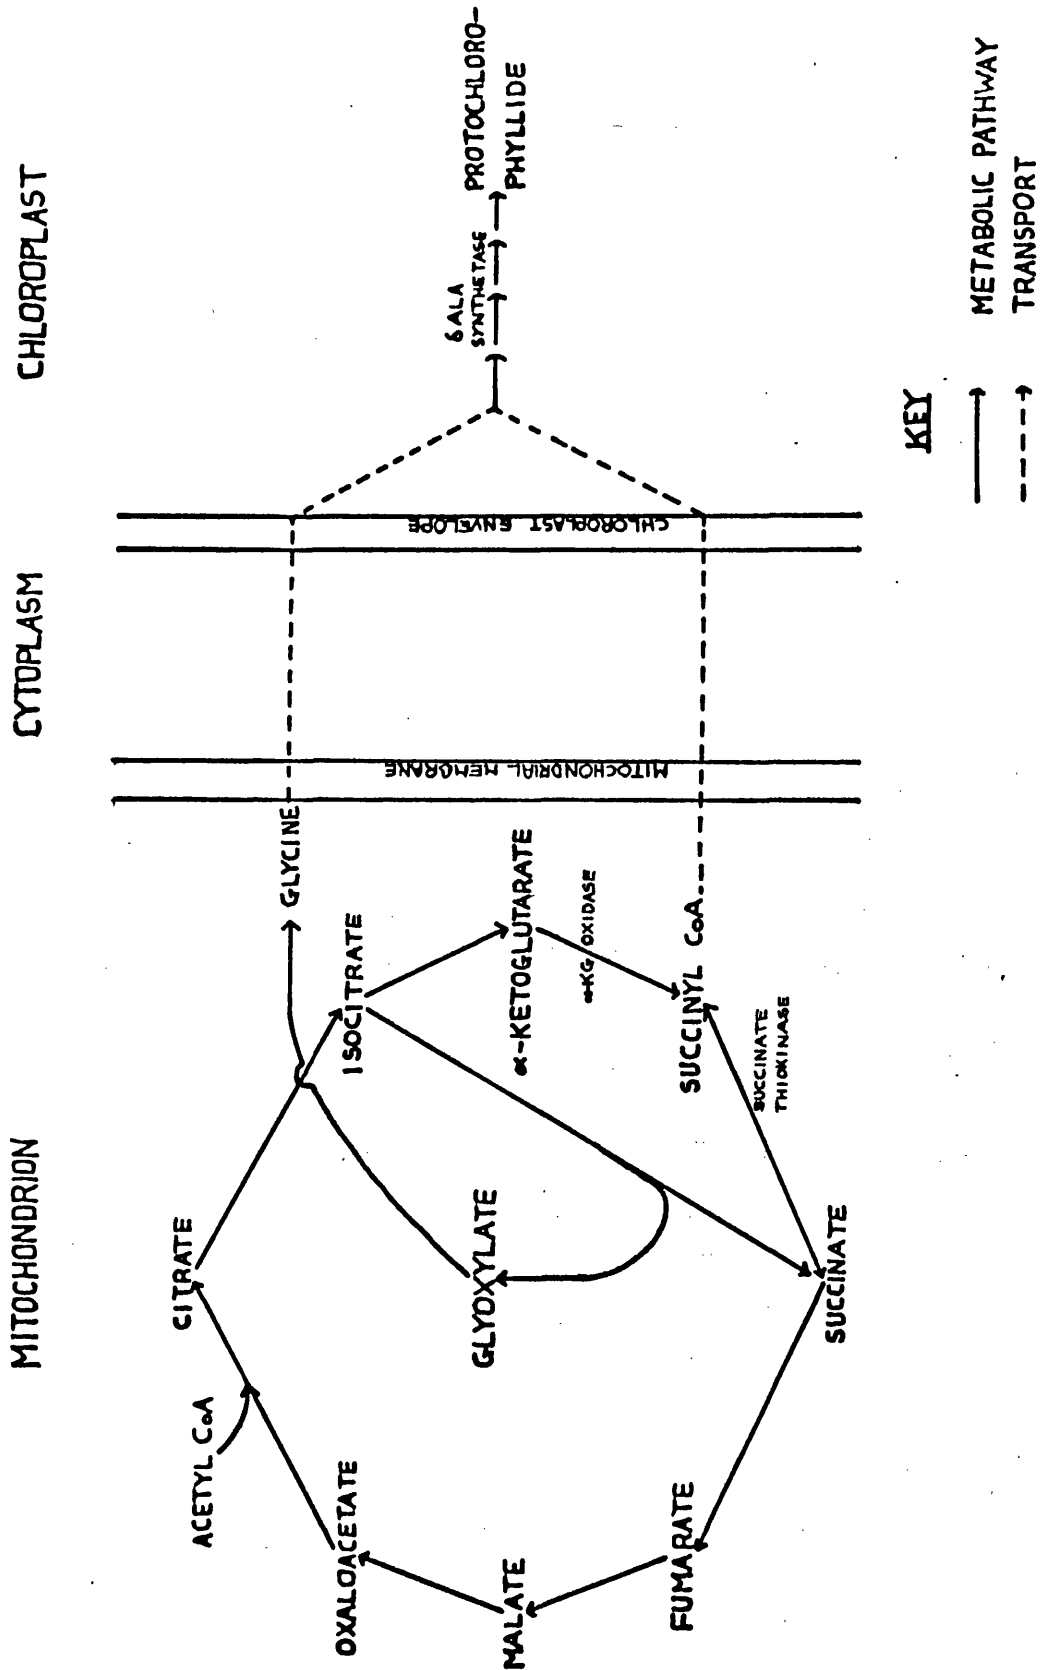 MITOCHONDRION
CYTOPLASM
CHLOROPLAST
CITRATE
ACETYL CoA
OXALOACETATE
MALATE
FUMARATE
SUCCINATE
GLYOXYLATE
ISOCITRATE
GLYCINE
α-KETOGLUTARATE
α-KG OXIDASE
SUCCINYL CoA
SUCCINATE
THIOKINASE
MITOCHONDRIAL MEMBRANE
CHLOROPLAST ENVELOPE
δALA
SYNTHETASE
PROTOCHLORO-
PHYLLIDE
KEY
METABOLIC PATHWAY
TRANSPORT